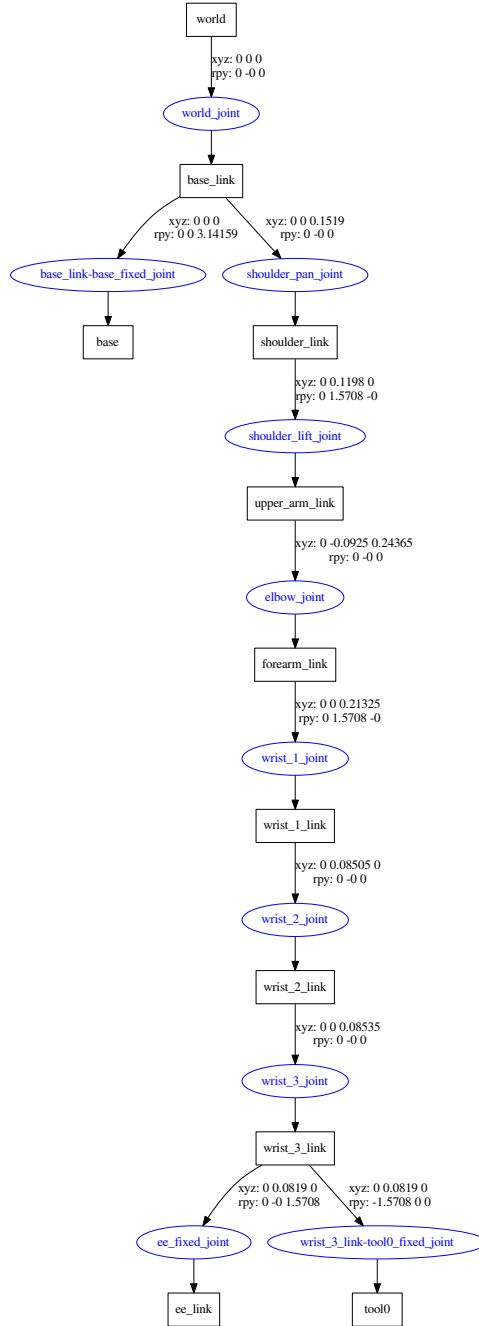 world
xyz: 0 0 0
rpy: 0 -0 0
world_joint
base_link
xyz: 0 0 0
rpy: 0 0 3.14159
xyz: 0 0 0.1519
rpy: 0 -0 0
base_link-base_fixed_joint
shoulder_pan_joint
base
shoulder_link
xyz: 0 0.1198 0
rpy: 0 1.5708 -0
shoulder_lift_joint
upper_arm_link
xyz: 0 -0.0925 0.24365
rpy: 0 -0 0
elbow_joint
forearm_link
xyz: 0 0 0.21325
rpy: 0 1.5708 -0
wrist_1_joint
wrist_1_link
xyz: 0 0.08505 0
rpy: 0 -0 0
wrist_2_joint
wrist_2_link
xyz: 0 0 0.08535
rpy: 0 -0 0
wrist_3_joint
wrist_3_link
xyz: 0 0.0819 0
rpy: 0 -0 1.5708
xyz: 0 0.0819 0
rpy: -1.5708 0 0
ee_fixed_joint
wrist_3_link-tool0_fixed_joint
ee_link
tool0